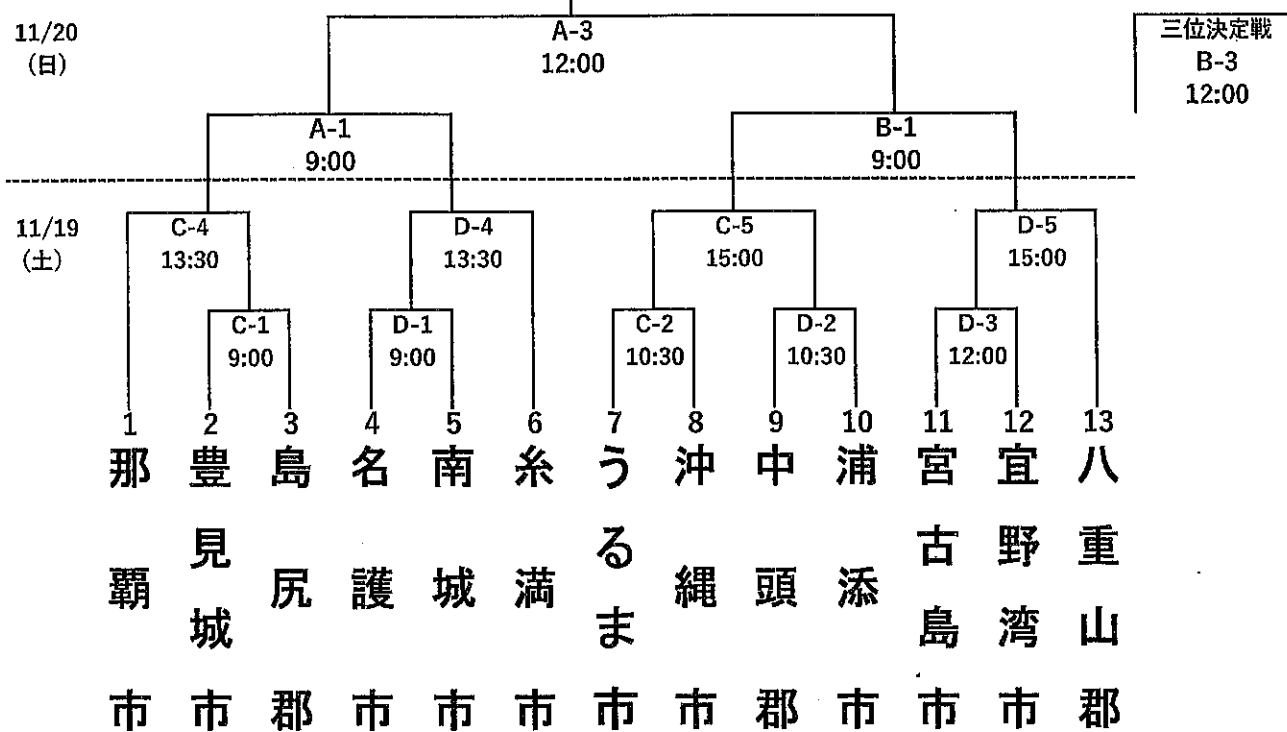 11/20
(日)
A-3
12:00
三位決定戦
B-3
12:00
A-1
9:00
B-1
9:00
11/19
(土)
C-4
13:30
D-4
13:30
C-5
15:00
D-5
15:00
C-1
9:00
D-1
9:00
C-2
10:30
D-2
10:30
D-3
12:00
1
那覇市
2
豊見城市
3
島尻郡
4
名護市
5
南城市
6
糸満市
7
うるま市
8
沖縄市
9
中頭郡
10
浦添市
11
宮古島市
12
宜野湾市
13
八重山郡